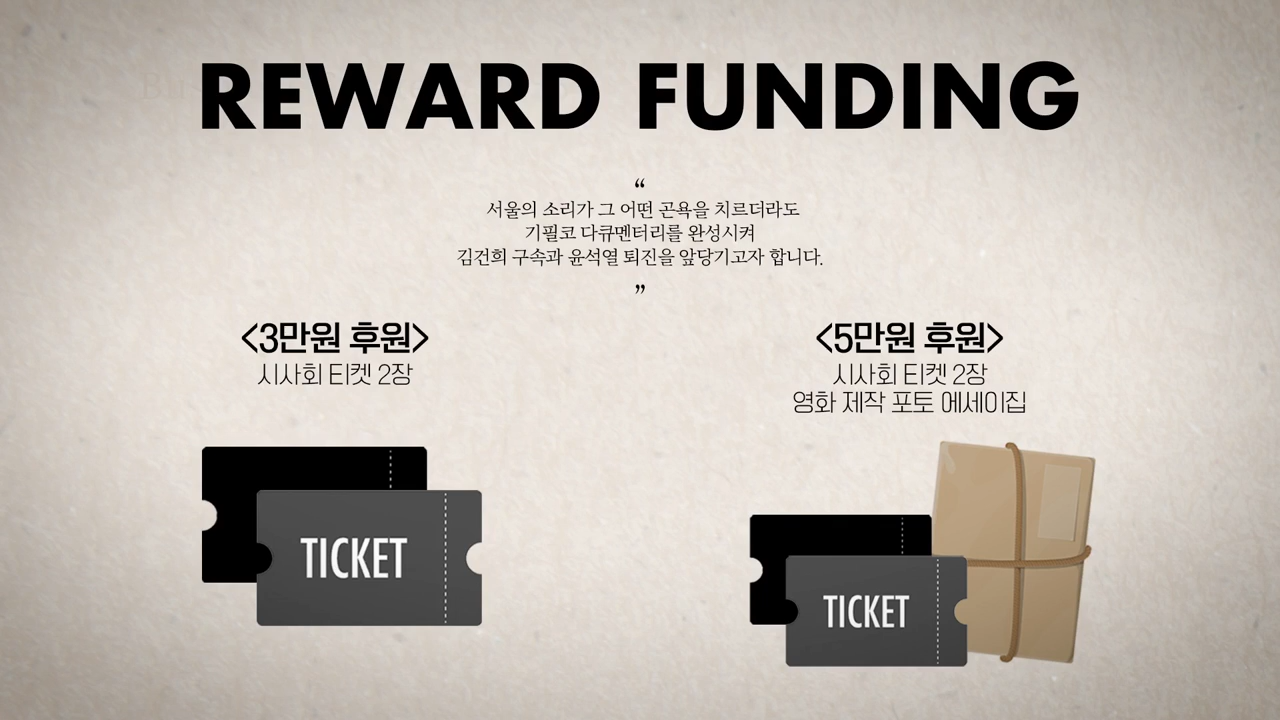 REWARD FUNDING
“
서울의 소리가 그 어떤 곤욕을 치르더라도
기필코 다큐멘터리를 완성시켜
김건희 구속과 윤석열 퇴진을 앞당기고자 합니다.
”
<3만원 후원>
시사회 티켓 2장
<5만원 후원>
시사회 티켓 2장
영화 제작 포토 에세이집
TICKET
TICKET